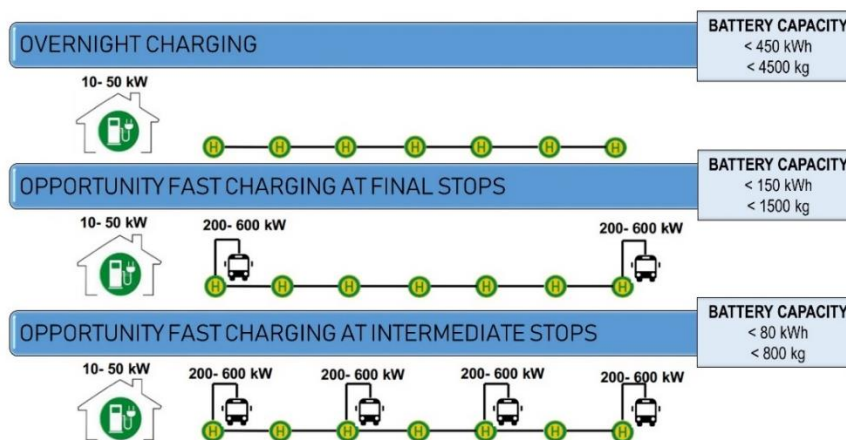 OVERNIGHT CHARGING
BATTERY CAPACITY
< 450 kWh
< 4500 kg
10- 50 kW
H H H H H H H
OPPORTUNITY FAST CHARGING AT FINAL STOPS
BATTERY CAPACITY
< 150 kWh
< 1500 kg
10- 50 kW
200- 600 kW
200- 600 kW
H H H H H H H
OPPORTUNITY FAST CHARGING AT INTERMEDIATE STOPS
BATTERY CAPACITY
< 80 kWh
< 800 kg
10- 50 kW
200- 600 kW
200- 600 kW
200- 600 kW
200- 600 kW
H H H H H H H